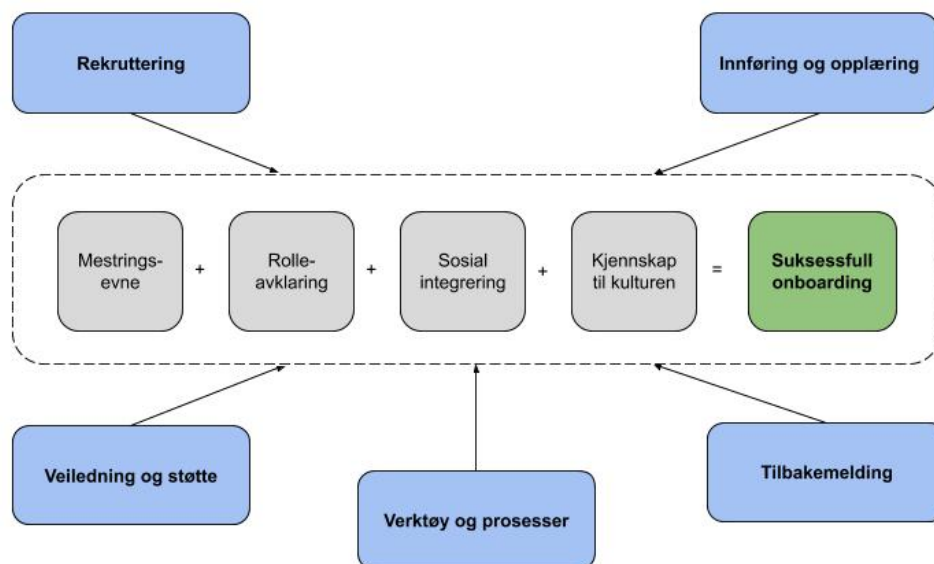 Rekruttering
Innføring og opplæring
Mestrings-
evne
+
Rolle-
avklaring
+
Sosial
integrering
+
Kjennskap
til kulturen
=
Suksessfull
onboarding
Veiledning og støtte
Verktøy og prosesser
Tilbakemelding